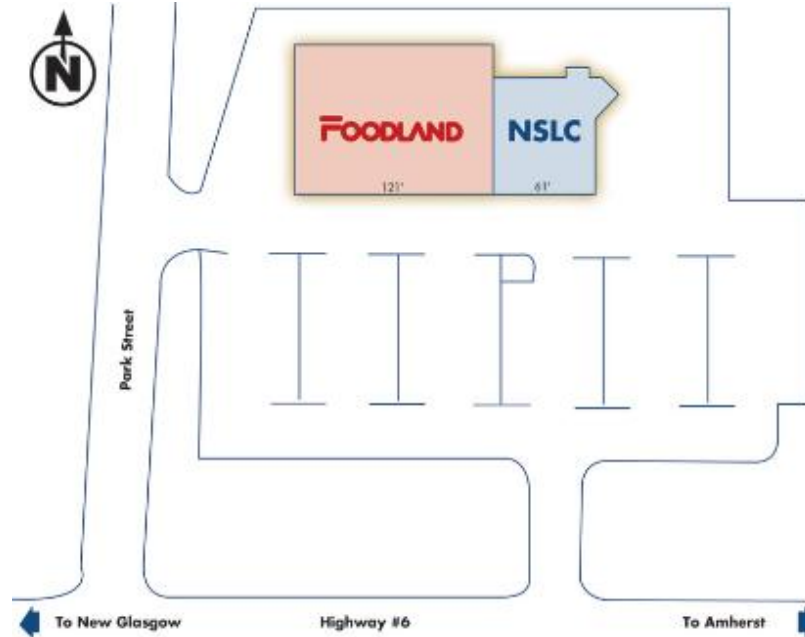 N
FOODLAND
NSLC
121'
61'
Park Street
To New Glasgow
Highway #6
To Amherst